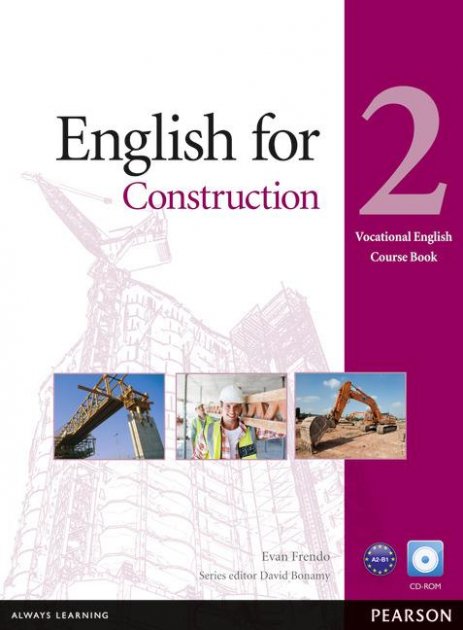 English for
Construction
2
Vocational English
Course Book
Evan Frendo
Series editor David Bonamy
A2-B1
CD-ROM
ALWAYS LEARNING
PEARSON